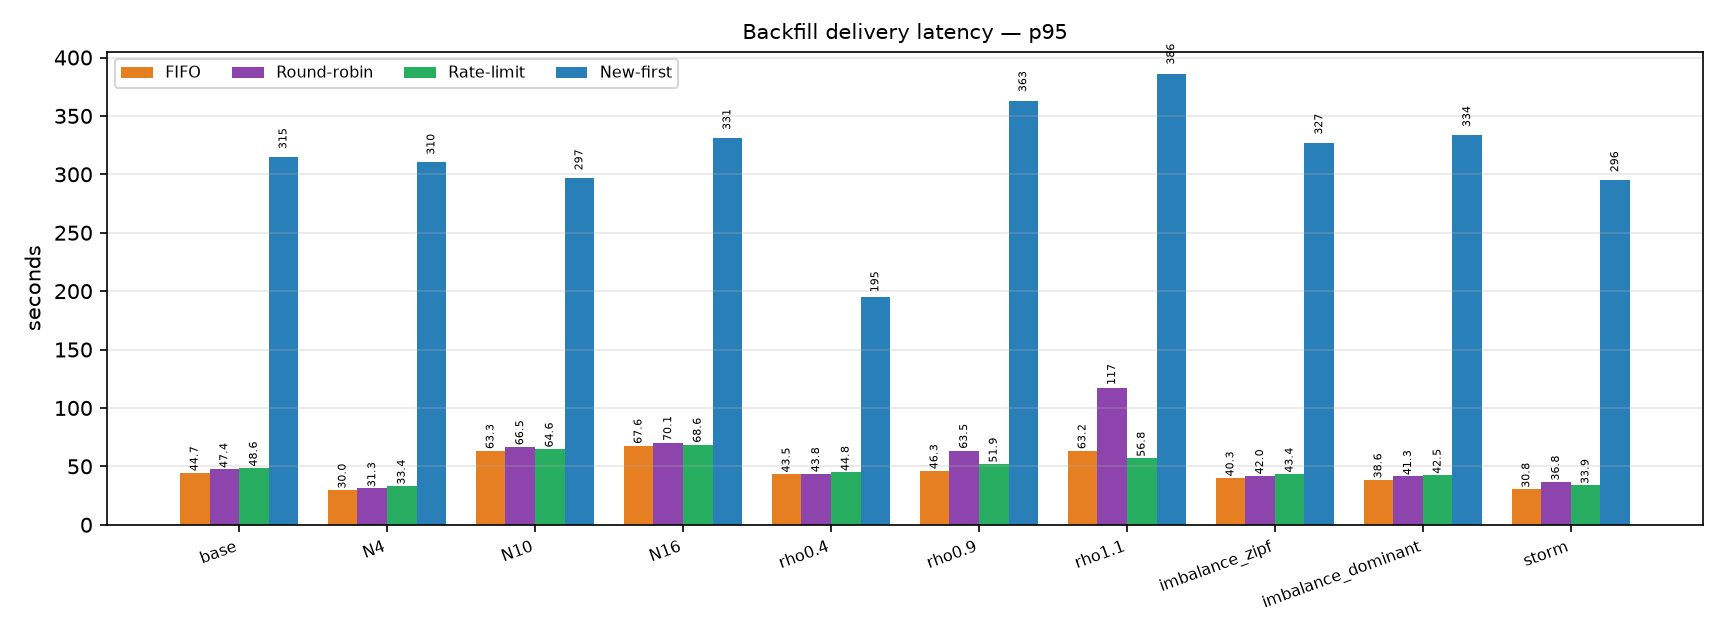 Backfill delivery latency — p95
FIFO Round-robin Rate-limit New-first
seconds
400
350
300
250
200
150
100
50
0
44.7 47.4 48.6 315
30.0 31.3 33.4 310
63.3 66.5 64.6 297
67.6 70.1 68.6 331
43.5 43.8 44.8 195
46.3 63.5 51.9 363
63.2 117 56.8 386
40.3 42.0 43.4 327
38.6 41.3 42.5 334
30.8 36.8 33.9 296
base N4 N10 N16 rho0.4 rho0.9 rho1.1 imbalance_zipf imbalance_dominant storm